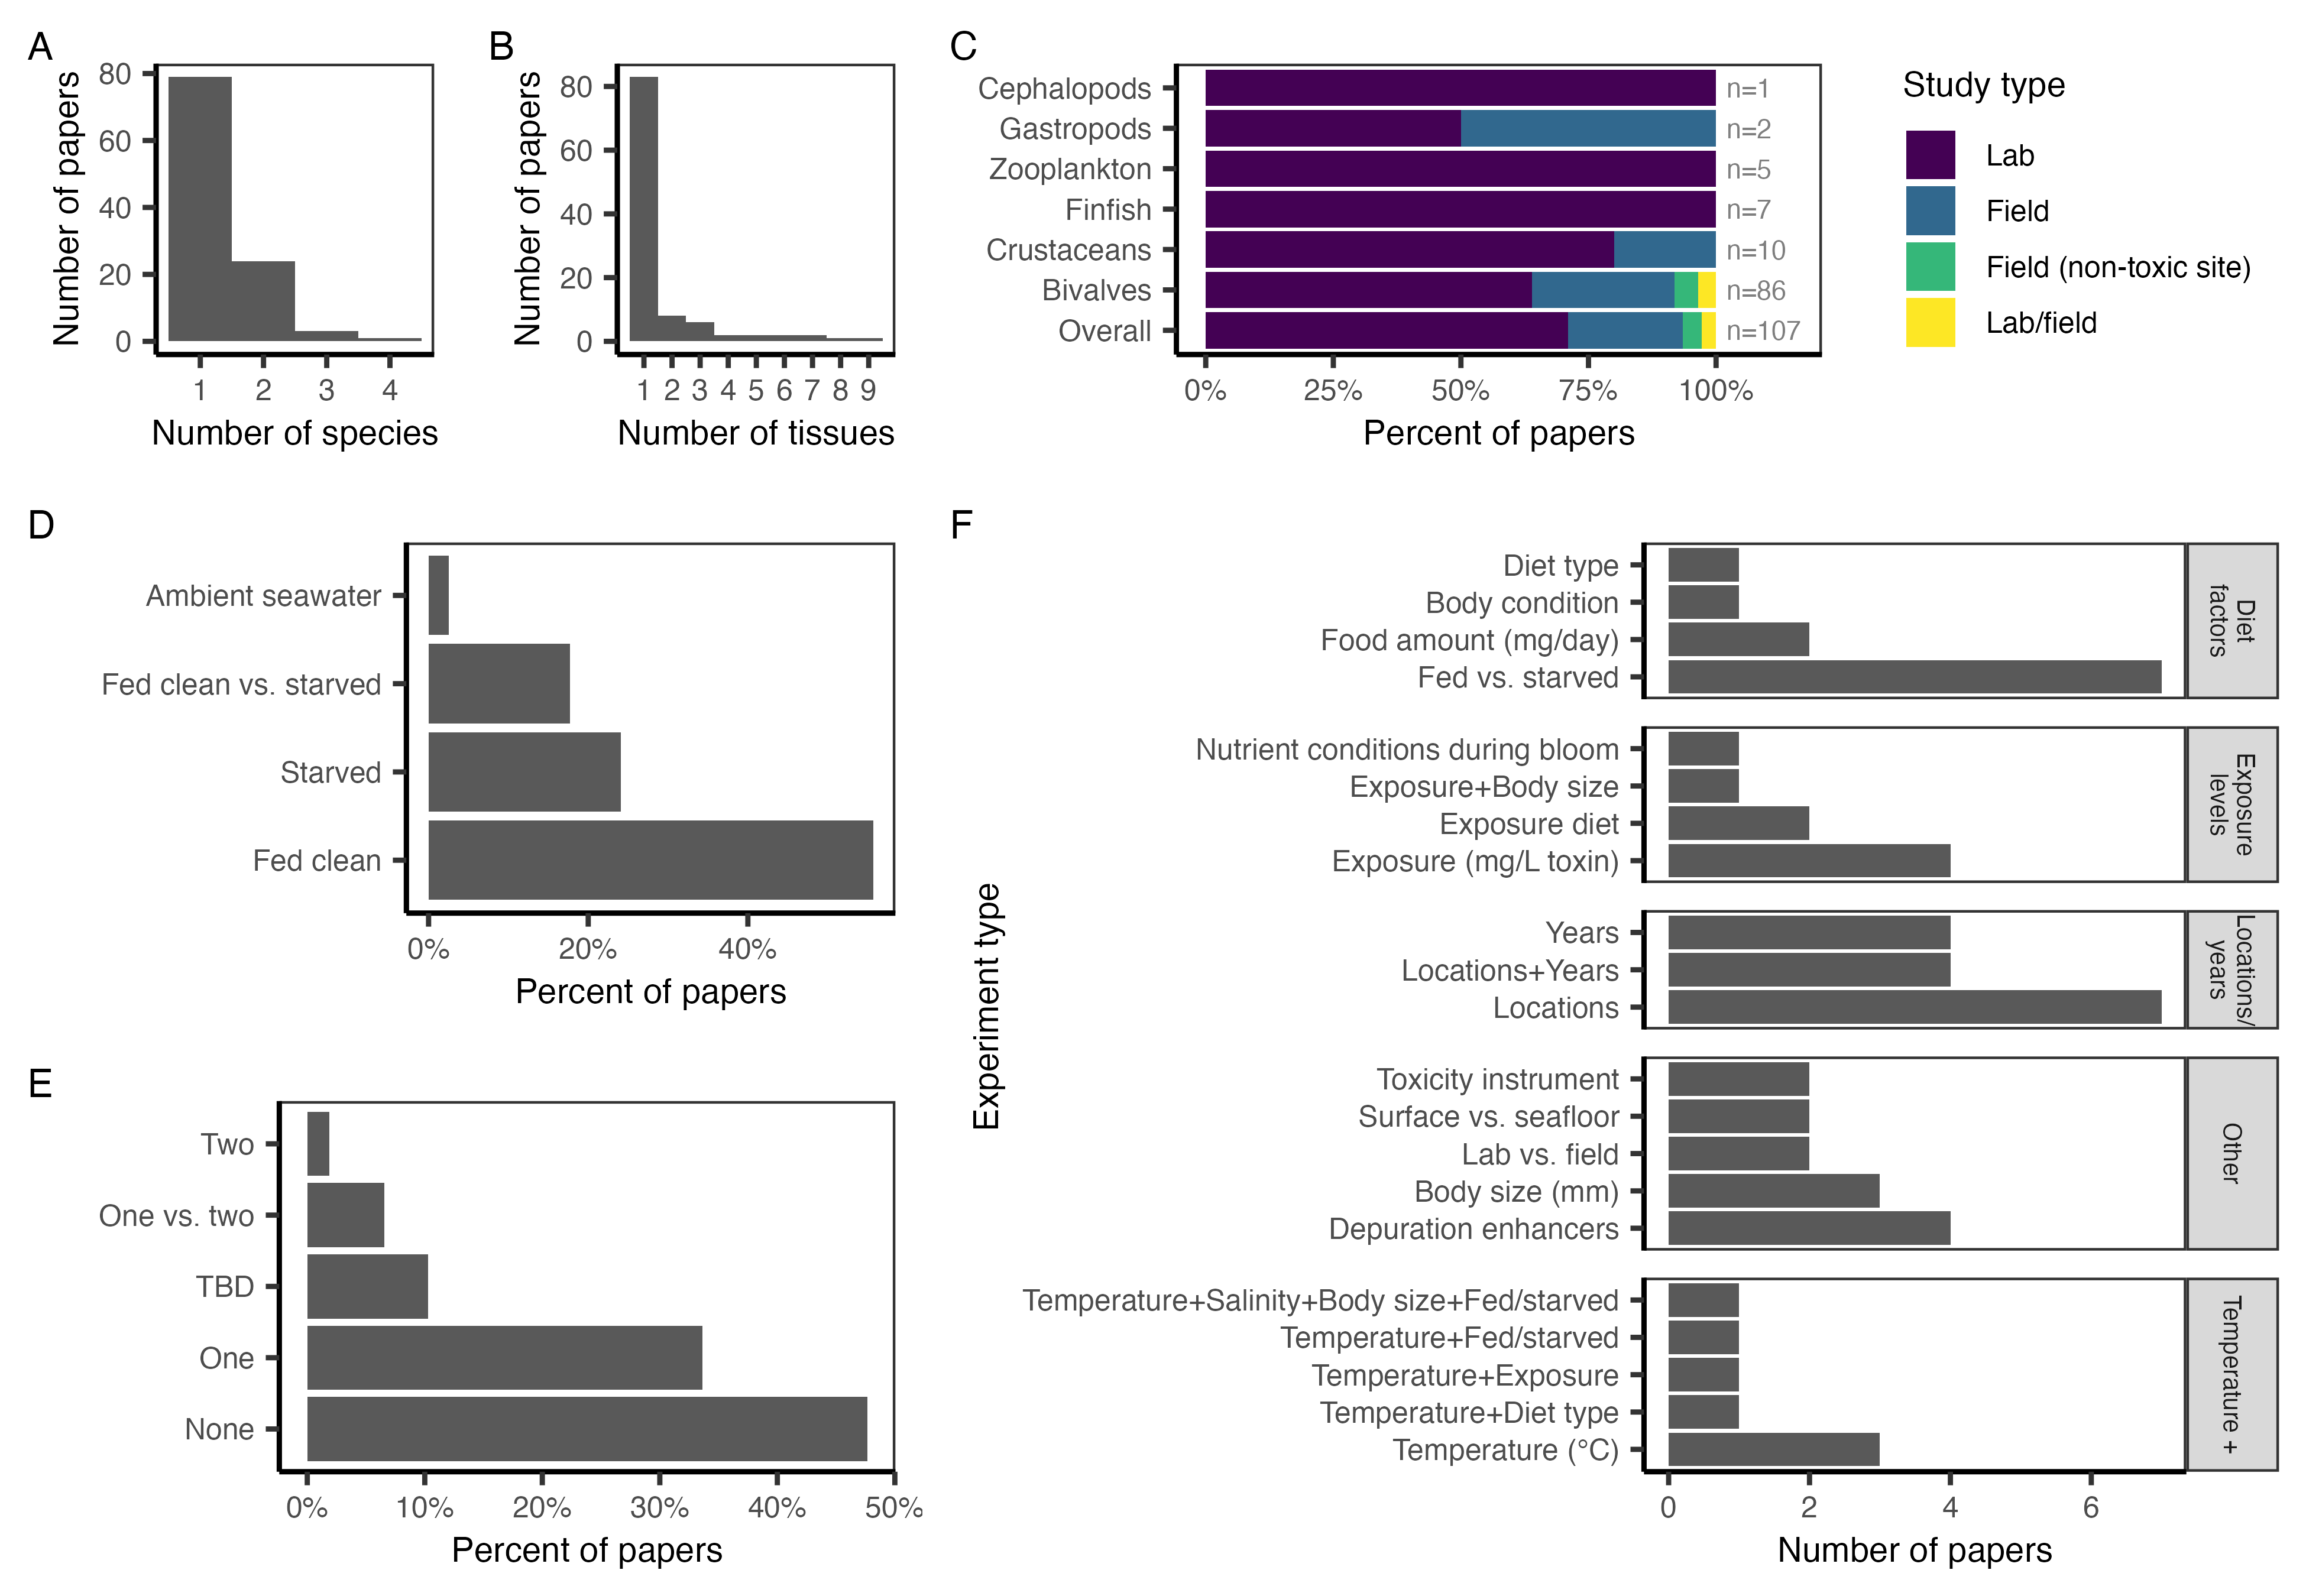 A
Number of papers
80
60
40
20
0
1 2 3 4
Number of species
B
Number of papers
80
60
40
20
0
1 2 3 4 5 6 7 8 9
Number of tissues
C
Cephalopods n=1
Gastropods n=2
Zooplankton n=5
Finfish n=7
Crustaceans n=10
Bivalves n=86
Overall n=107
0% 25% 50% 75% 100%
Percent of papers
Study type
Lab
Field
Field (non-toxic site)
Lab/field
D
Ambient seawater
Fed clean vs. starved
Starved
Fed clean
0% 20% 40%
Percent of papers
E
Two
One vs. two
TBD
One
None
0% 10% 20% 30% 40% 50%
Percent of papers
F
Experiment type
Diet type
Body condition
Food amount (mg/day)
Fed vs. starved
Diet
factors
Nutrient conditions during bloom
Exposure+Body size
Exposure diet
Exposure (mg/L toxin)
Exposure
levels
Years
Locations+Years
Locations
Locations/
years
Toxicity instrument
Surface vs. seafloor
Lab vs. field
Body size (mm)
Depuration enhancers
Other
Temperature+Salinity+Body size+Fed/starved
Temperature+Fed/starved
Temperature+Exposure
Temperature+Diet type
Temperature (°C)
Temperature +
0 2 4 6
Number of papers